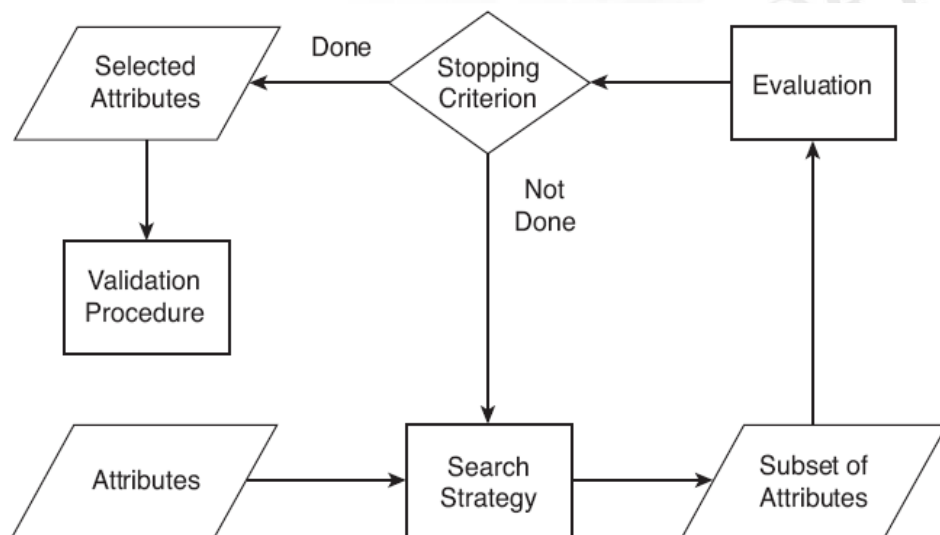 Selected
Attributes
Done
Stopping
Criterion
Evaluation
Not
Done
Validation
Procedure
Attributes
Search
Strategy
Subset of
Attributes